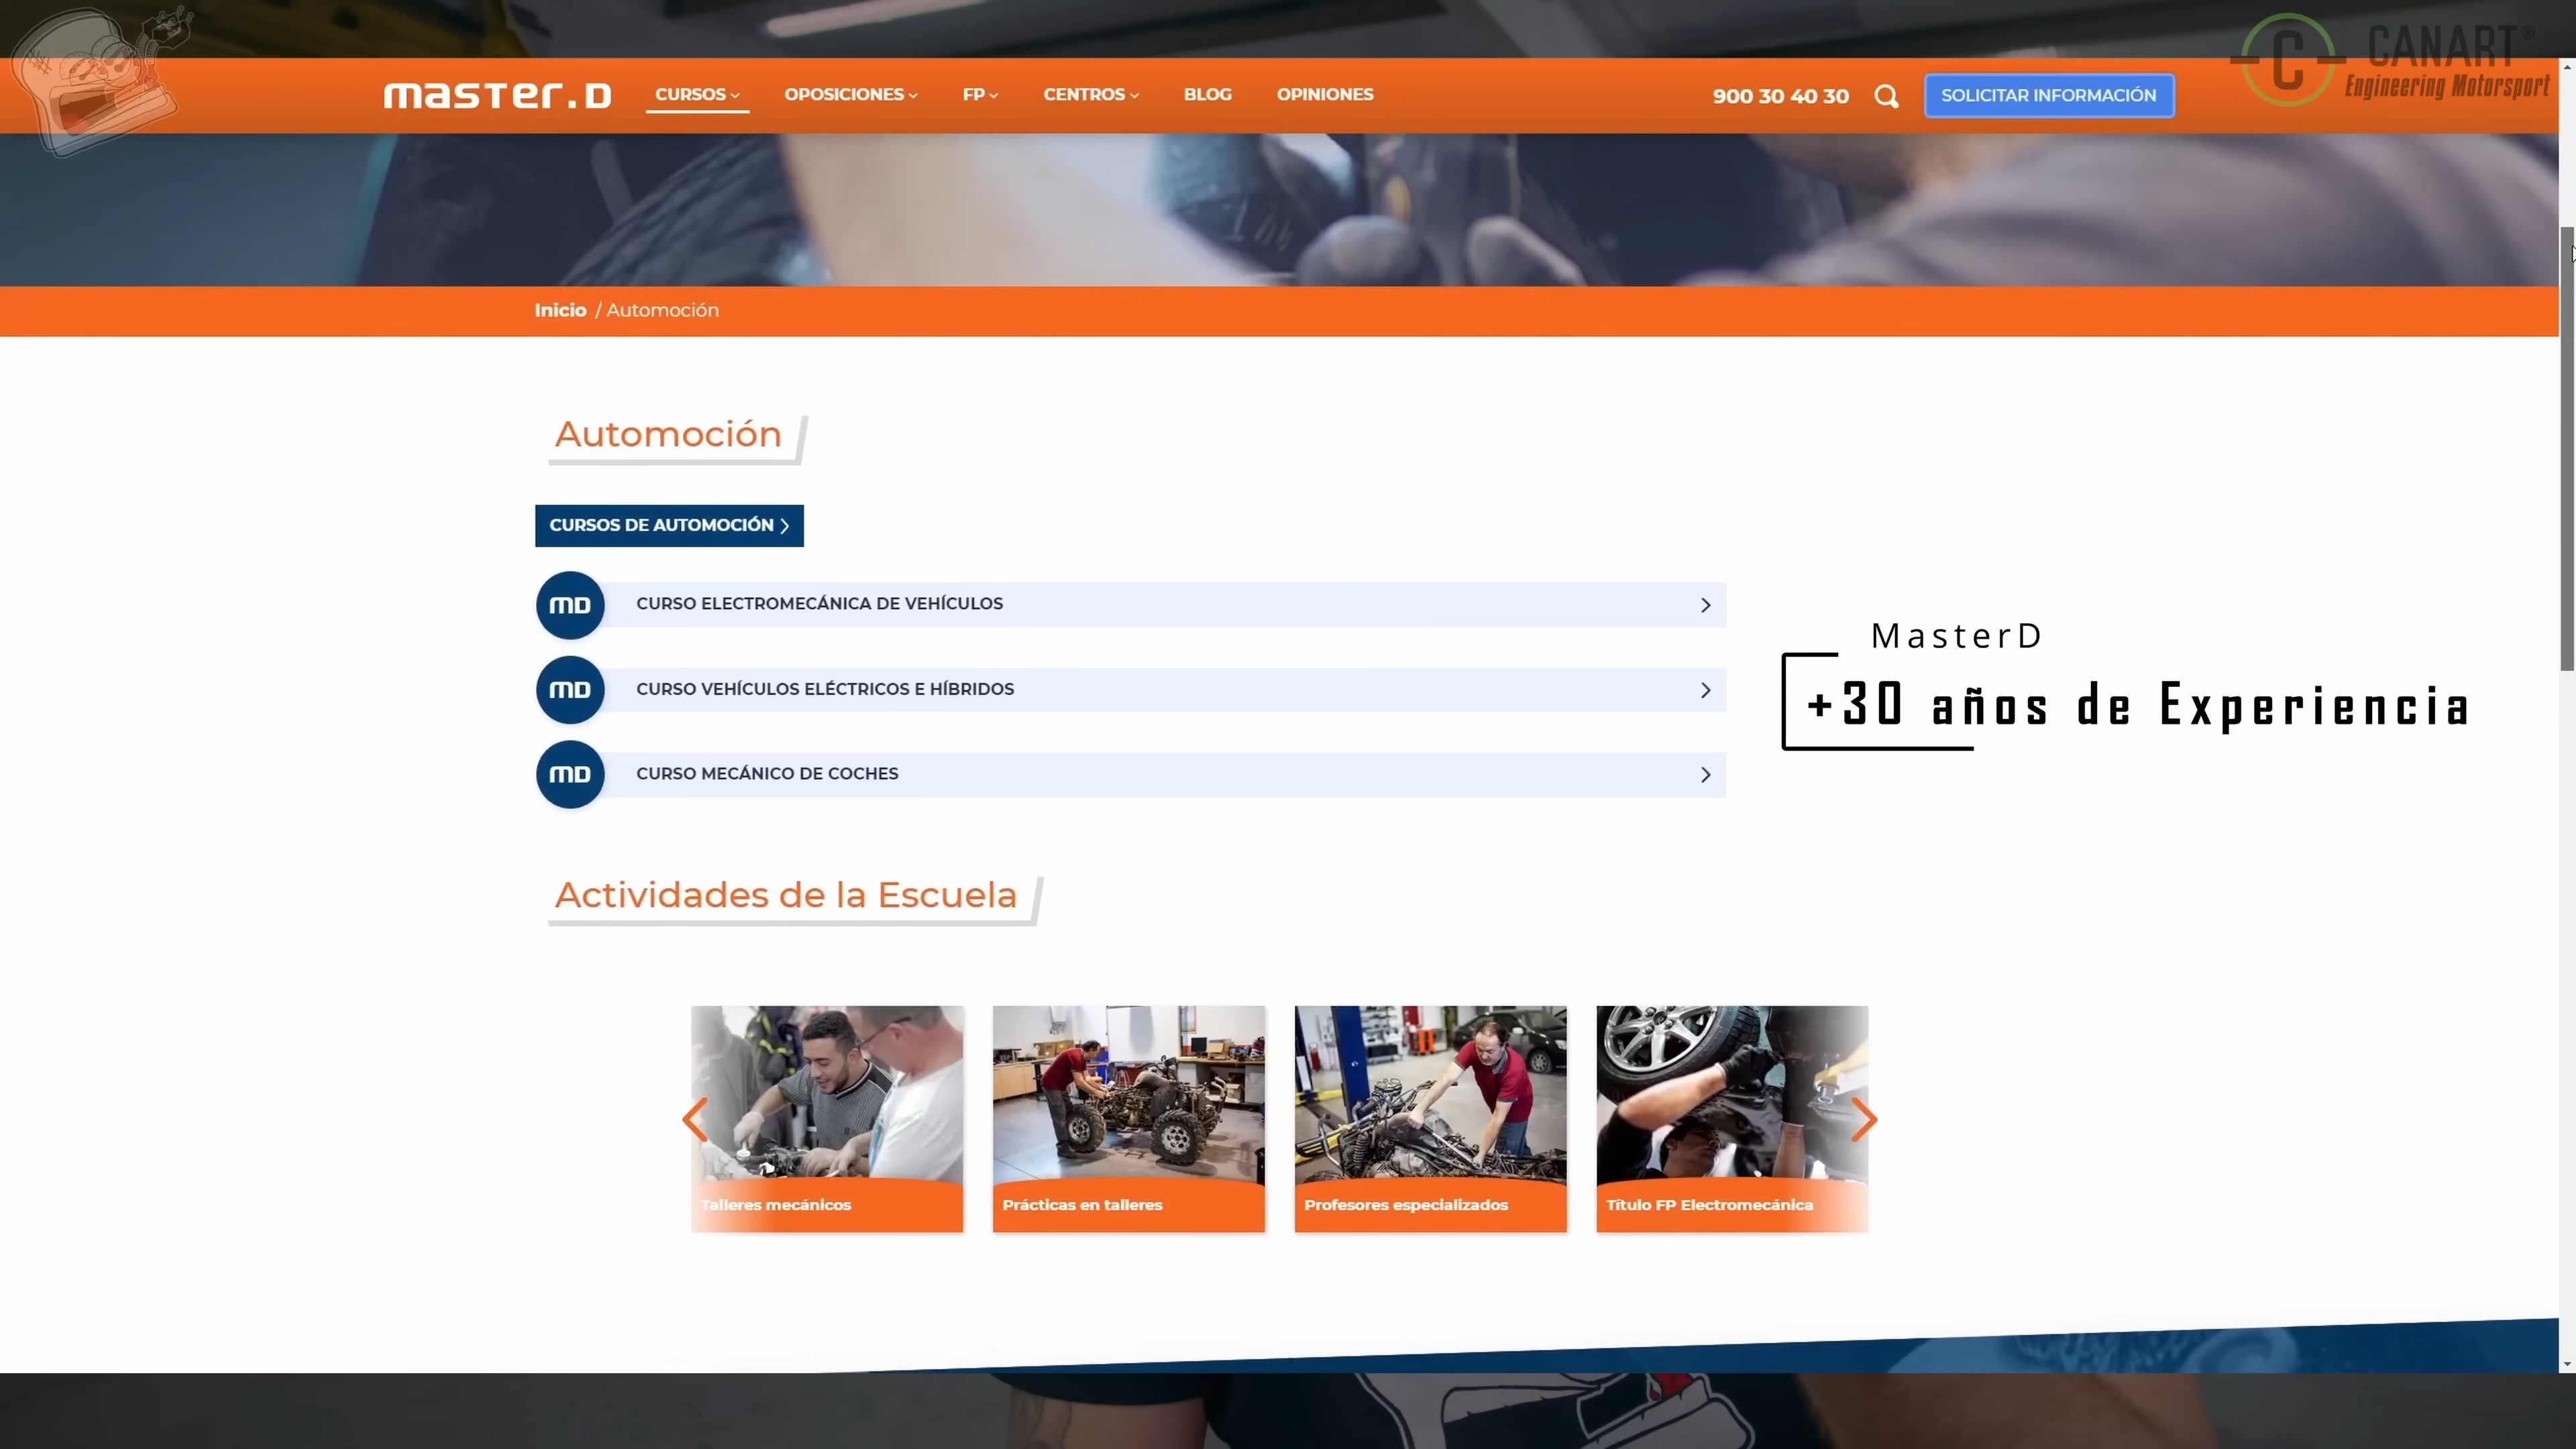 CANART®
Engineering Motorsport
master.D
CURSOS
OPOSICIONES
FP
CENTROS
BLOG
OPINIONES
900 30 40 30
SOLICITAR INFORMACIÓN
Inicio / Automoción
Automoción
CURSOS DE AUTOMOCIÓN
MD CURSO ELECTROMECÁNICA DE VEHÍCULOS
MD CURSO VEHÍCULOS ELÉCTRICOS E HÍBRIDOS
MD CURSO MECÁNICO DE COCHES
MasterD
+30 años de Experiencia
Actividades de la Escuela
Talleres mecánicos
Prácticas en talleres
Profesores especializados
Título FP Electromecánica